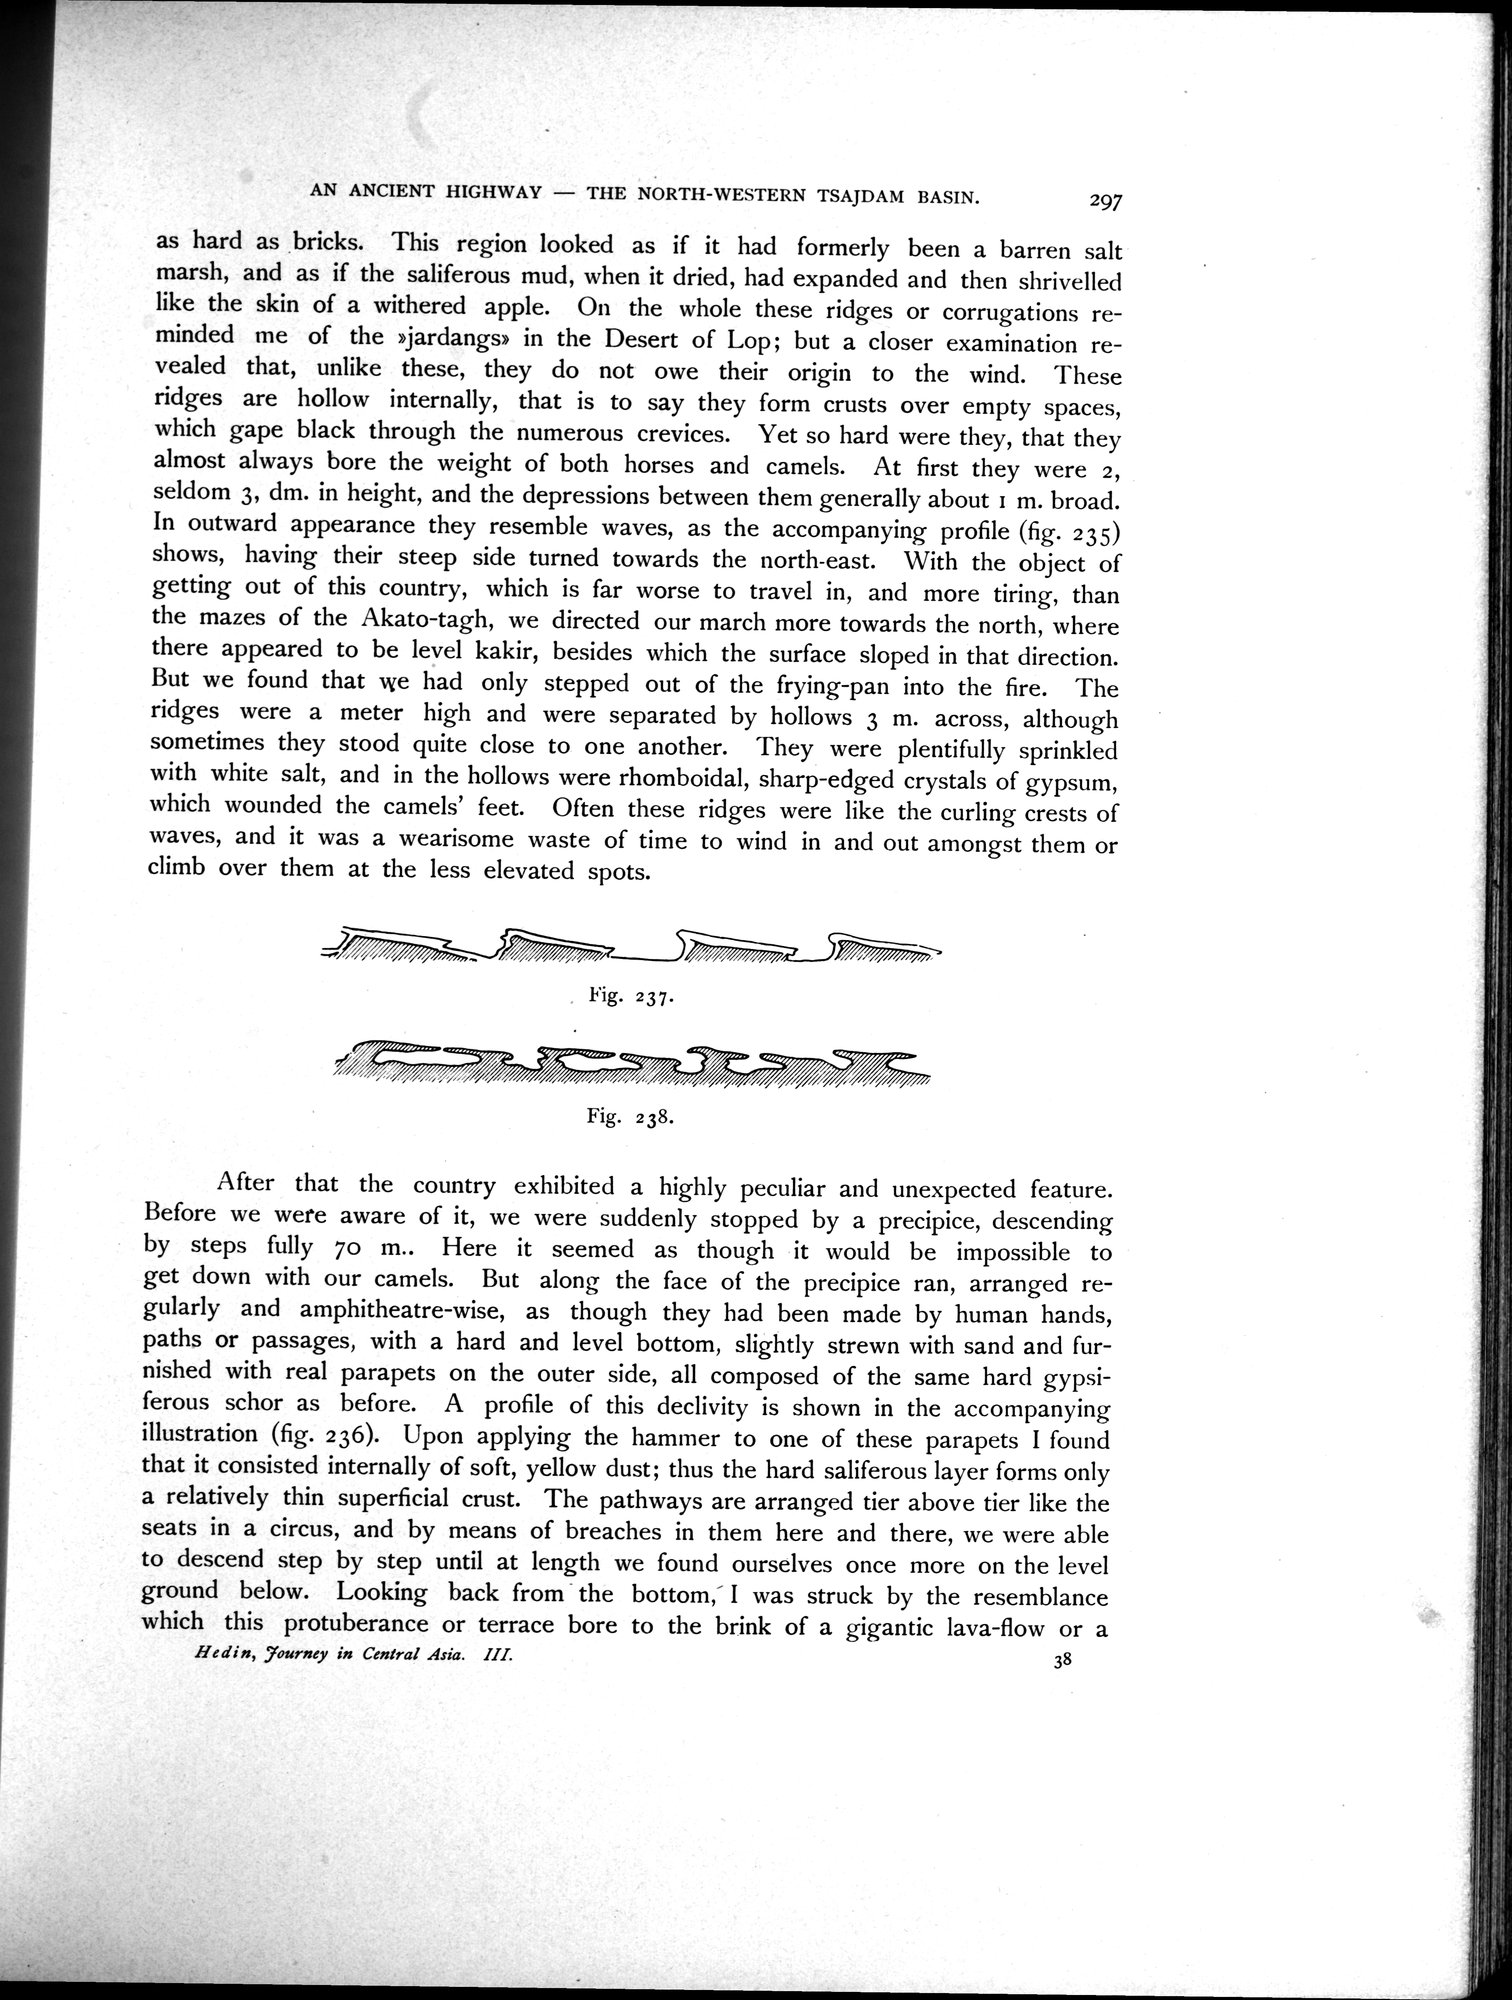 AN ANCIENT HIGHWAY — THE NORTH-WESTERN TSAJDAM BASIN. 297
as hard as bricks. This region looked as if it had formerly been a barren salt
marsh, and as if the saliferous mud, when it dried, had expanded and then shrivelled
like the skin of a withered apple. On the whole these ridges or corrugations re-
minded me of the »jardangs» in the Desert of Lop; but a closer examination re-
vealed that, unlike these, they do not owe their origin to the wind. These
ridges are hollow internally, that is to say they form crusts over empty spaces,
which gape black through the numerous crevices. Yet so hard were they, that they
almost always bore the weight of both horses and camels. At first they were 2,
seldom 3, dm. in height, and the depressions between them generally about 1 m. broad.
In outward appearance they resemble waves, as the accompanying profile (fig. 235)
shows, having their steep side turned towards the north-east. With the object of
getting out of this country, which is far worse to travel in, and more tiring, than
the mazes of the Akato-tagh, we directed our march more towards the north, where
there appeared to be level kakir, besides which the surface sloped in that direction.
But we found that we had only stepped out of the frying-pan into the fire. The
ridges were a meter high and were separated by hollows 3 m. across, although
sometimes they stood quite close to one another. They were plentifully sprinkled
with white salt, and in the hollows were rhomboidal, sharp-edged crystals of gypsum,
which wounded the camels' feet. Often these ridges were like the curling crests of
waves, and it was a wearisome waste of time to wind in and out amongst them or
climb over them at the less elevated spots.
Fig. 237.
Fig. 238.
After that the country exhibited a highly peculiar and unexpected feature.
Before we were aware of it, we were suddenly stopped by a precipice, descending
by steps fully 70 m.. Here it seemed as though it would be impossible to
get down with our camels. But along the face of the precipice ran, arranged re-
gularly and amphitheatre-wise, as though they had been made by human hands,
paths or passages, with a hard and level bottom, slightly strewn with sand and fur-
nished with real parapets on the outer side, all composed of the same hard gypsi-
ferous schor as before. A profile of this declivity is shown in the accompanying
illustration (fig. 236). Upon applying the hammer to one of these parapets I found
that it consisted internally of soft, yellow dust; thus the hard saliferous layer forms only
a relatively thin superficial crust. The pathways are arranged tier above tier like the
seats in a circus, and by means of breaches in them here and there, we were able
to descend step by step until at length we found ourselves once more on the level
ground below. Looking back from the bottom, I was struck by the resemblance
which this protuberance or terrace bore to the brink of a gigantic lava-flow or a
Hedin, Journey in Central Asia. III. 38